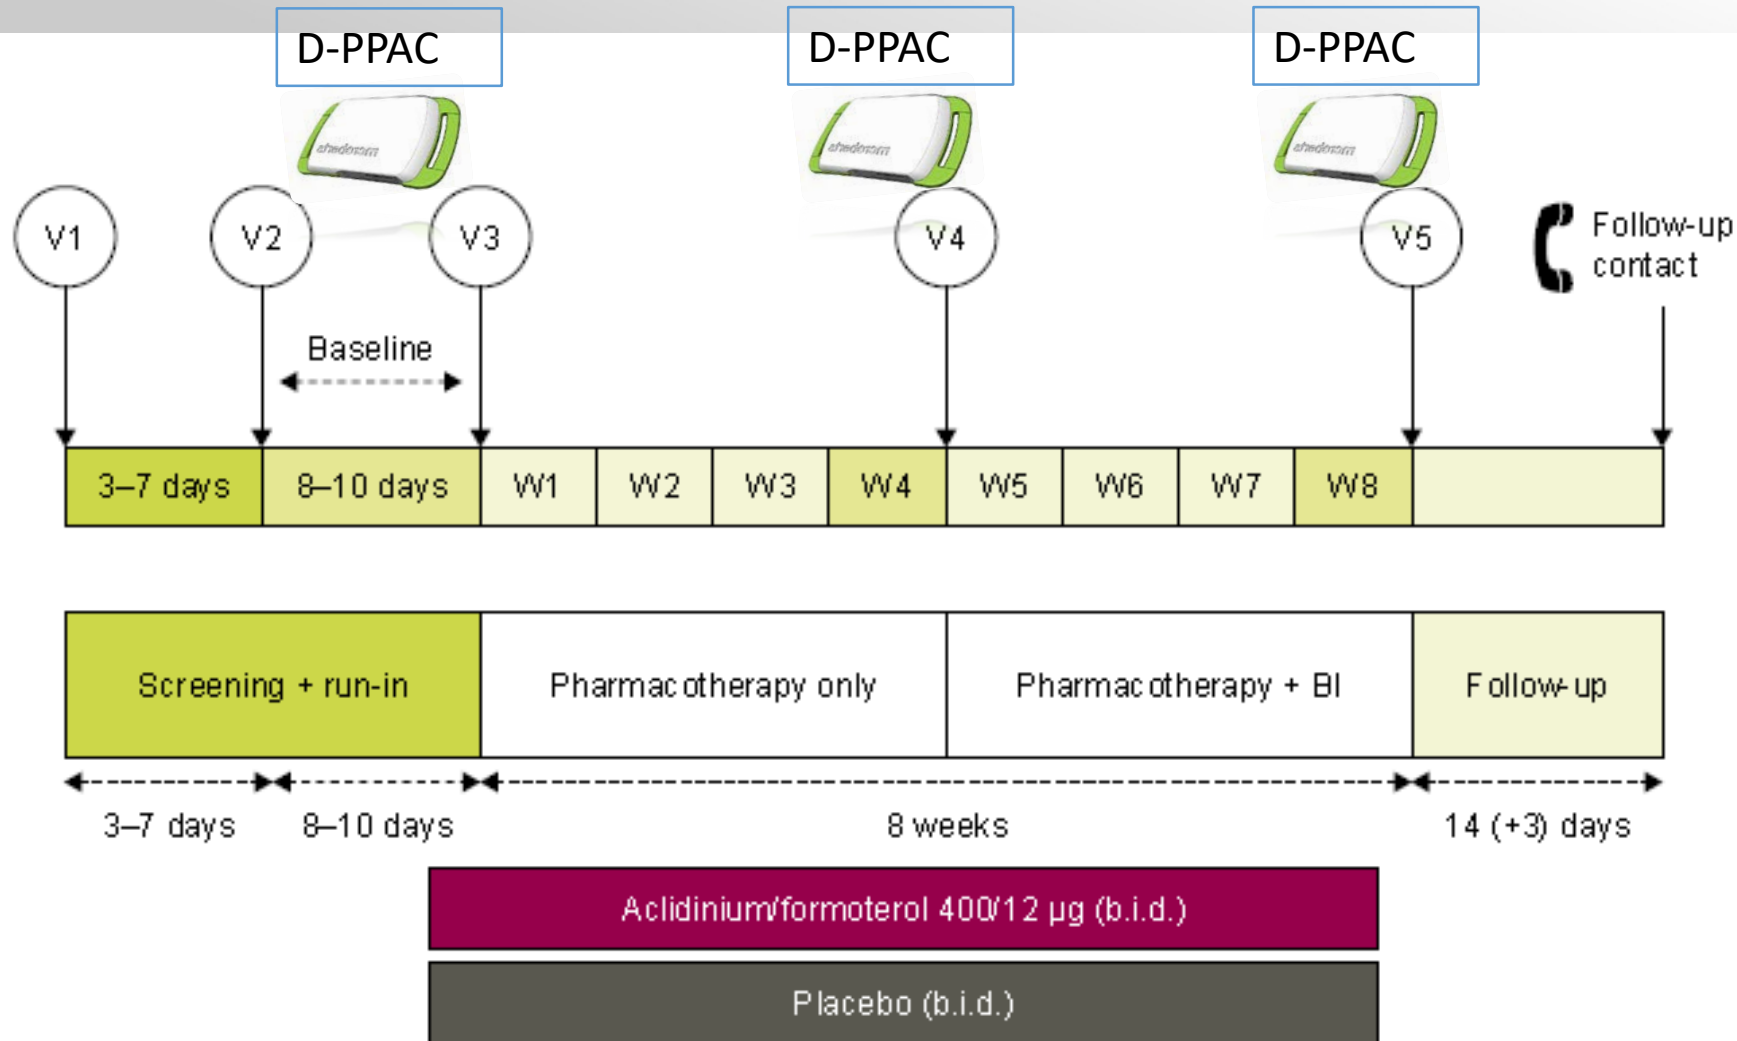 D-PPAC D-PPAC D-PPAC
V1 V2 V3 V4 V5 Follow-up
contact
Baseline
3–7 days 8–10 days W1 W2 W3 W4 W5 W6 W7 W8
Screening + run-in Pharmacotherapy only Pharmacotherapy + BI Follow-up
3–7 days 8–10 days 8 weeks 14 (+3) days
Aclidinium/formoterol 400/12 µg (b.i.d.)
Placebo (b.i.d.)